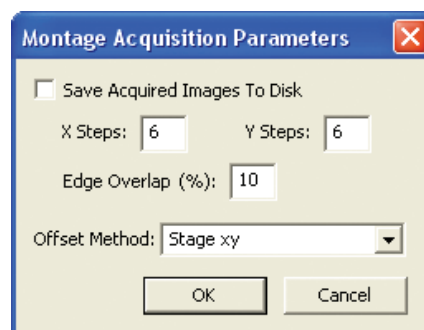 Montage Acquisition Parameters
Save Acquired Images To Disk
X Steps: 6 Y Steps: 6
Edge Overlap (%): 10
Offset Method: Stage xy
OK Cancel